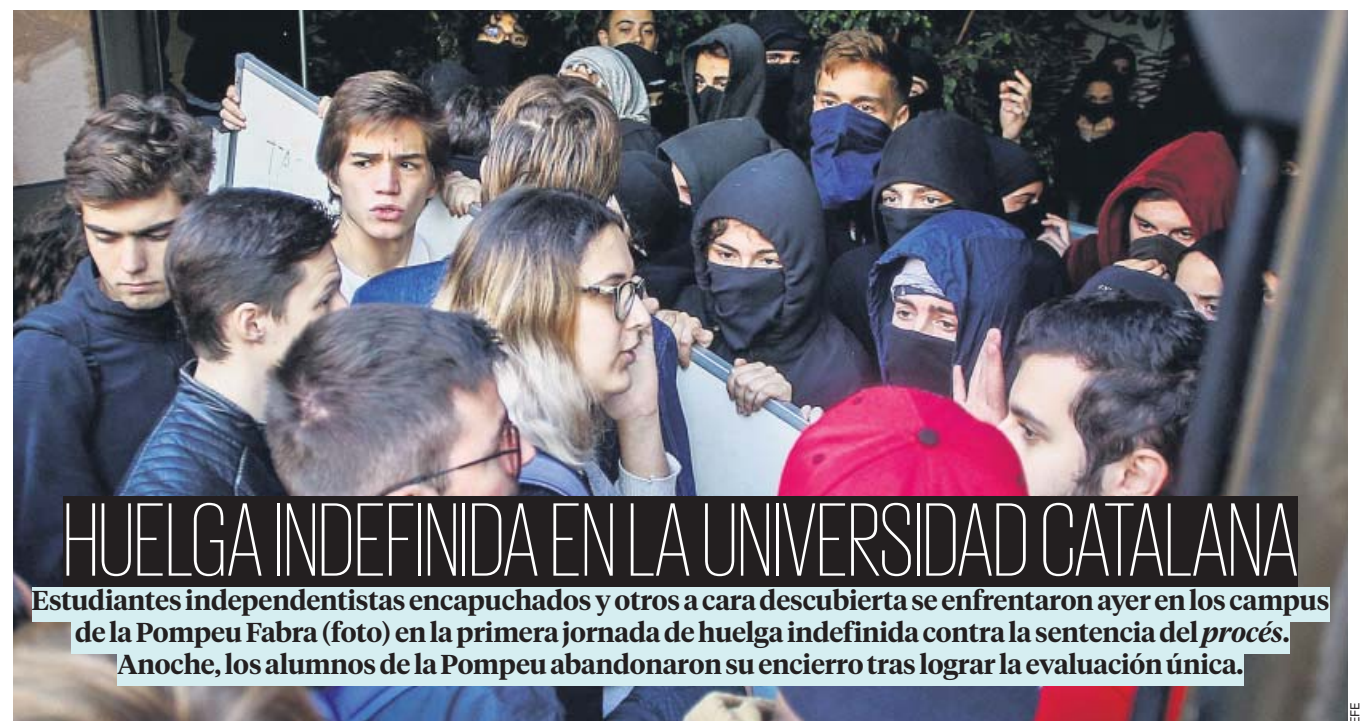 HUELGA INDEFINIDA EN LA UNIVERSIDAD CATALANA
Estudiantes independentistas encapuchados y otros a cara descubierta se enfrentaron ayer en los campus
de la Pompeu Fabra (foto) en la primera jornada de huelga indefinida contra la sentencia del procés.
Anoche, los alumnos de la Pompeu abandonaron su encierro tras lograr la evaluación única.
EFE